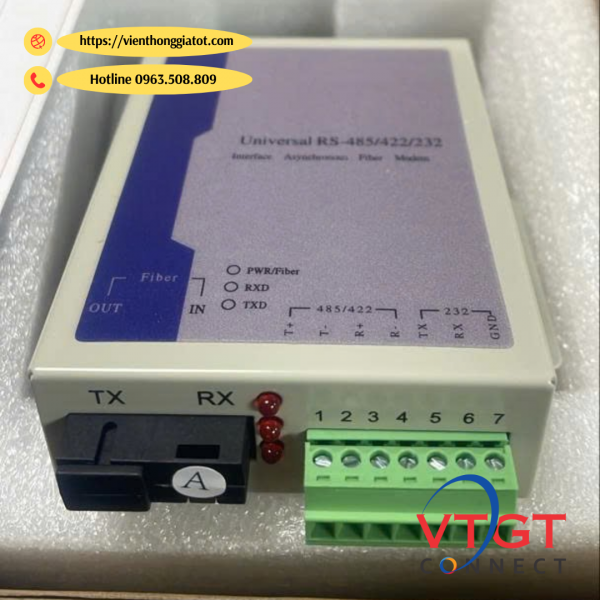 https://vienthonggiatot.com
Hotline 0963.508.809
Universal RS-485/422/232
Interface Asynchronous Fiber Modem
PWR/Fiber
RXD
TXD
Fiber
OUT
IN
485/422
232
T+ T- R+ R- TX RX GND
TX RX
1 2 3 4 5 6 7
A
VTGT
CONNECT